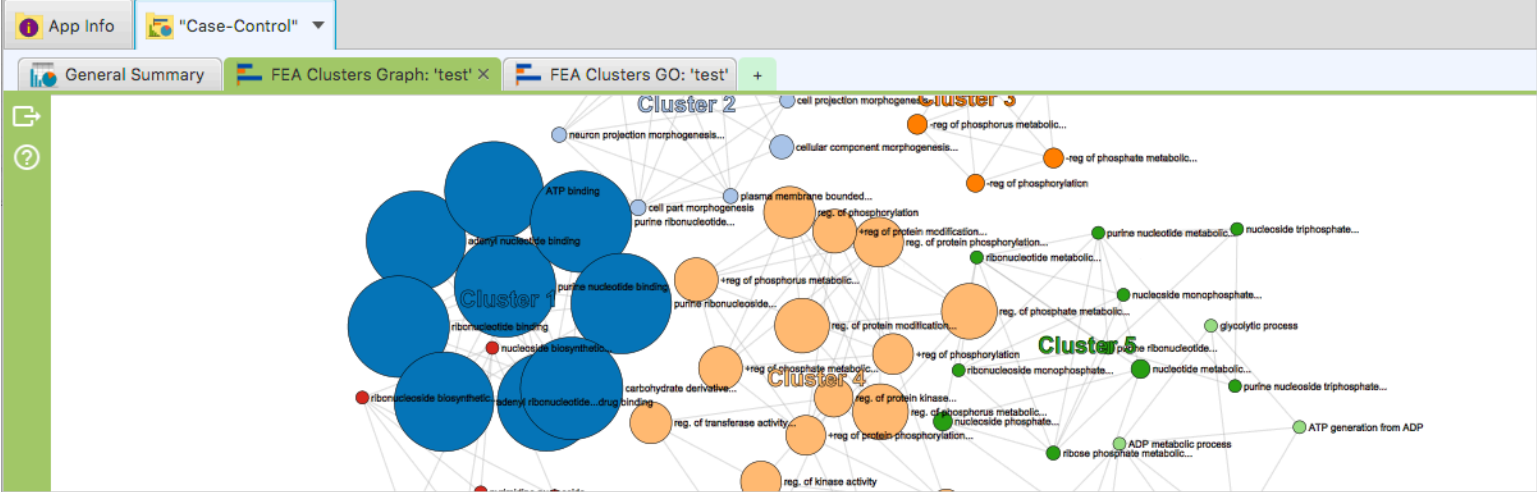 App Info
"Case-Control"
General Summary
FEA Clusters Graph: 'test'
FEA Clusters GO: 'test'
+
Cluster 2
cell projection morphogenesis...
Cluster 3
neuron projection morphogenesis...
-reg of phosphorus metabolic...
cellular component morphogenesis...
-reg of phosphate metabolic...
-reg of phosphorylation
ATP binding
plasma membrane bounded...
cell part morphogenesis
reg. of phosphorylation
purine ribonucleotide...
+reg of protein modification...
nucleoside triphosphate...
purine nucleotide metabolic...
adenyl nucleotide binding
reg. of protein phosphorylation...
ribonucleotide metabolic...
+reg of phosphorus metabolic...
purine nucleotide binding
nucleoside monophosphate...
Cluster 1
purine ribonucleoside...
reg. of phosphate metabolic...
ribonucleotide binding
reg. of protein modification...
glycolytic process
Cluster 5
purine ribonucleotide...
nucleoside biosynthetic...
+reg of phosphorylation
+reg of phosphate metabolic...
ribonucleoside monophosphate...
nucleotide metabolic...
Cluster 4
carbohydrate derivative...
purine nucleoside triphosphate...
ribonucleoside biosynthetic...
adenyl ribonucleotide...
drug binding
reg. of protein kinase...
reg. of phosphorus metabolic...
reg. of transferase activity...
nucleoside phosphate...
ATP generation from ADP
+reg of protein phosphorylation...
ADP metabolic process
ribose phosphate metabolic...
reg. of kinase activity